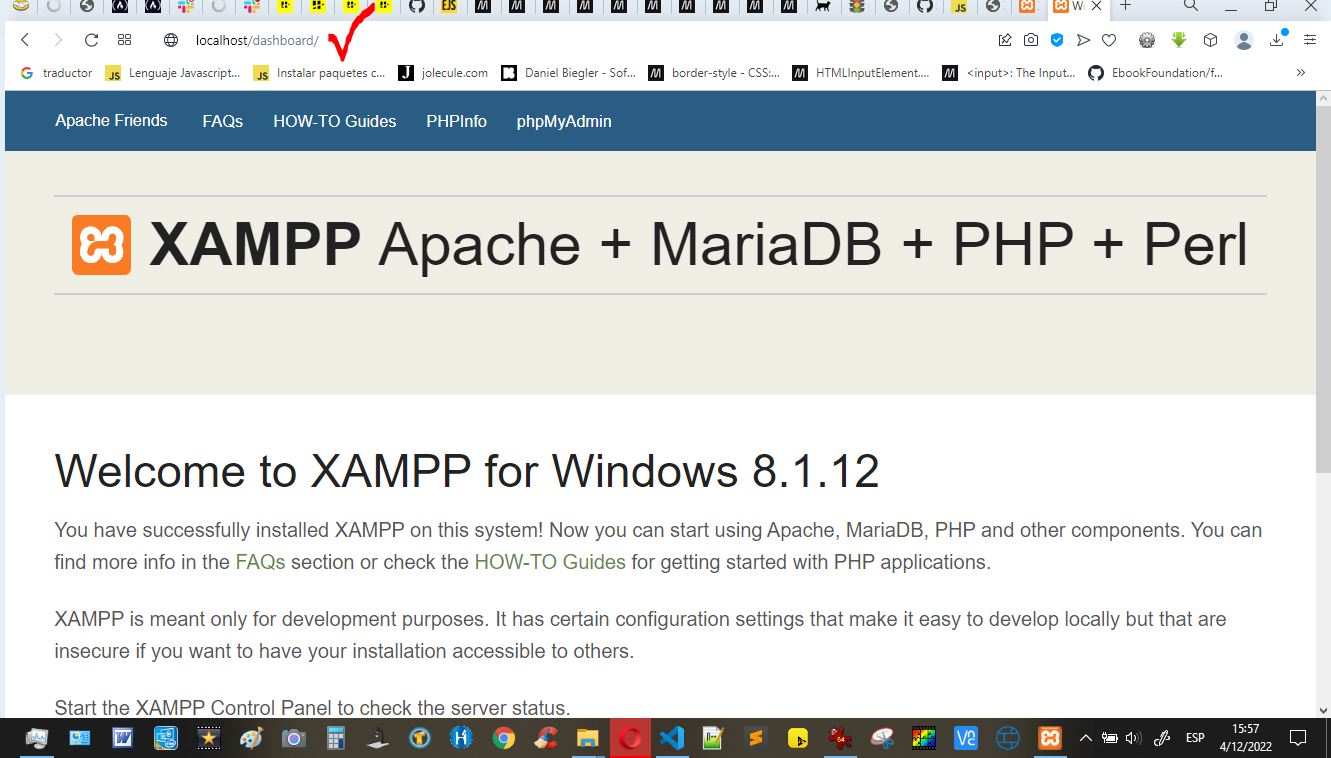 W
localhost/dashboard/
traductor
Lenguaje Javascript...
Instalar paquetes c...
jolecule.com
Daniel Biegler - Sof...
border-style - CSS:...
HTMLInputElement....
<input>: The Input...
EbookFoundation/f...
Apache Friends
FAQs
HOW-TO Guides
PHPInfo
phpMyAdmin
XAMPP Apache + MariaDB + PHP + Perl
Welcome to XAMPP for Windows 8.1.12
You have successfully installed XAMPP on this system! Now you can start using Apache, MariaDB, PHP and other components. You can
find more info in the FAQs section or check the HOW-TO Guides for getting started with PHP applications.
XAMPP is meant only for development purposes. It has certain configuration settings that make it easy to develop locally but that are
insecure if you want to have your installation accessible to others.
Start the XAMPP Control Panel to check the server status.
ESP
15:57
4/12/2022